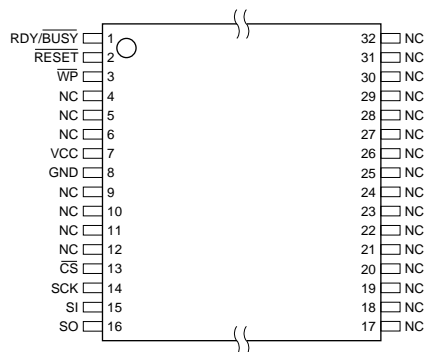 RDY/BUSY 1 32 NC
RESET 2 31 NC
WP 3 30 NC
NC 4 29 NC
NC 5 28 NC
NC 6 27 NC
VCC 7 26 NC
GND 8 25 NC
NC 9 24 NC
NC 10 23 NC
NC 11 22 NC
NC 12 21 NC
CS 13 20 NC
SCK 14 19 NC
SI 15 18 NC
SO 16 17 NC